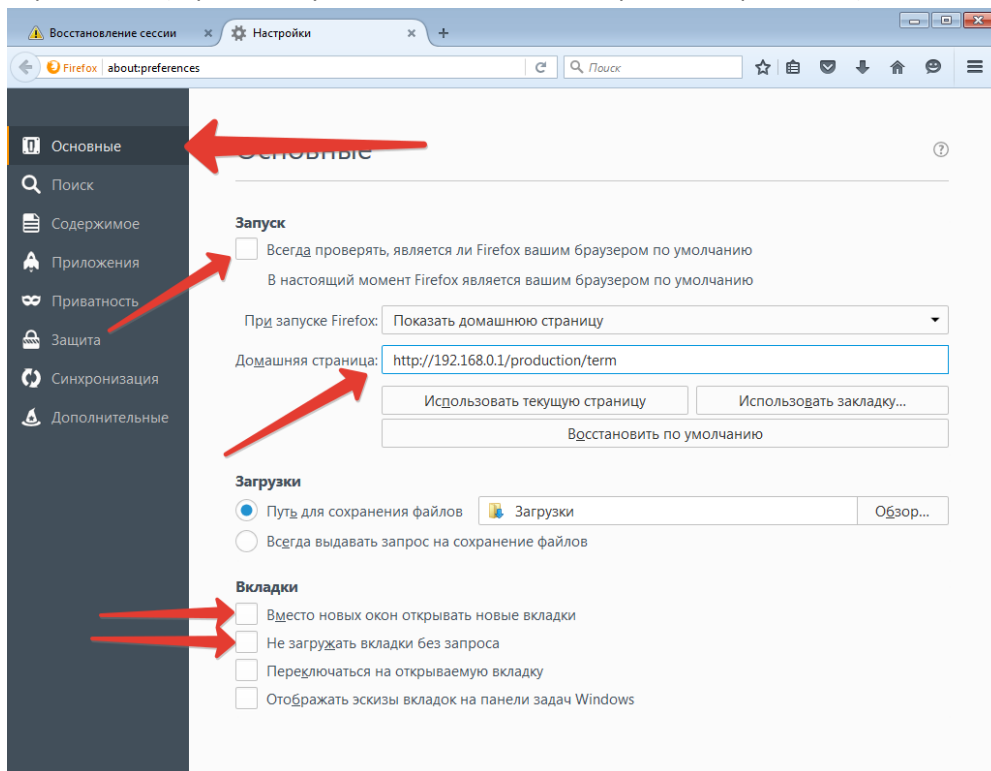 Восстановление сессии
Настройки
Firefox about:preferences
Поиск
Основные
Поиск
Содержимое
Приложения
Приватность
Защита
Синхронизация
Дополнительные
Основные
Запуск
Всегда проверять, является ли Firefox вашим браузером по умолчанию
В настоящий момент Firefox является вашим браузером по умолчанию
При запуске Firefox: Показать домашнюю страницу
Домашняя страница: http://192.168.0.1/production/term
Использовать текущую страницу Использовать закладку...
Восстановить по умолчанию
Загрузки
Путь для сохранения файлов Загрузки Обзор...
Всегда выдавать запрос на сохранение файлов
Вкладки
Вместо новых окон открывать новые вкладки
Не загружать вкладки без запроса
Переключаться на открываемую вкладку
Отображать эскизы вкладок на панели задач Windows